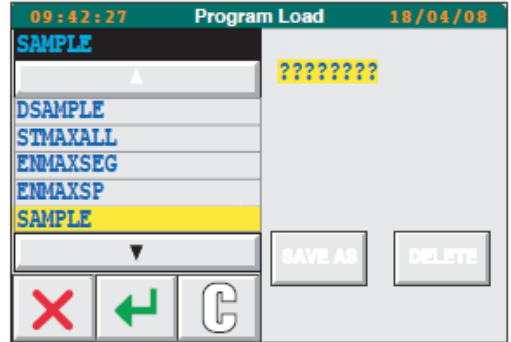 09:42:27 Program Load 18/04/08
SAMPLE
????????
DSAMPLE
STMAXALL
ENMAXSEG
ENMAXSP
SAMPLE
SAVE AS DELETE
C